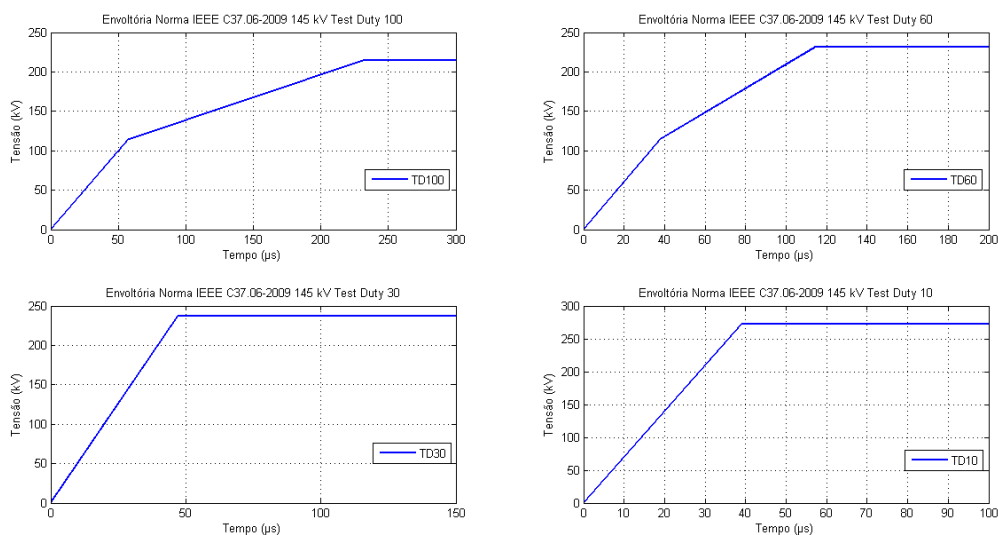 Envoltória Norma IEEE C37.06-2009 145 kV Test Duty 100
250
200
150
100
50
0
Tensão (kV)
TD100
0 50 100 150 200 250 300
Tempo (µs)
Envoltória Norma IEEE C37.06-2009 145 kV Test Duty 60
250
200
150
100
50
0
Tensão (kV)
TD60
0 20 40 60 80 100 120 140 160 180 200
Tempo (µs)
Envoltória Norma IEEE C37.06-2009 145 kV Test Duty 30
250
200
150
100
50
0
Tensão (kV)
TD30
0 50 100 150
Tempo (µs)
Envoltória Norma IEEE C37.06-2009 145 kV Test Duty 10
300
250
200
150
100
50
0
Tensão (kV)
TD10
0 10 20 30 40 50 60 70 80 90 100
Tempo (µs)